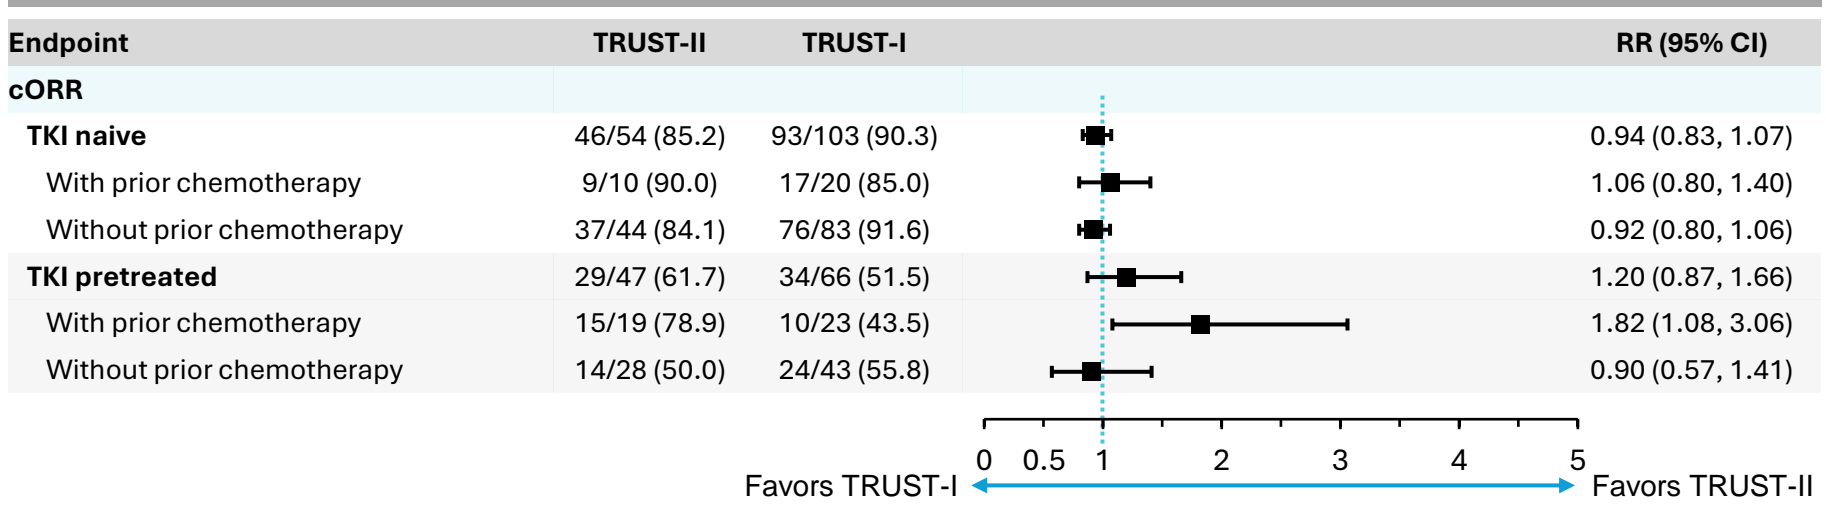 Endpoint TRUST-II TRUST-I RR (95% CI)
cORR
TKI naive 46/54 (85.2) 93/103 (90.3) 0.94 (0.83, 1.07)
With prior chemotherapy 9/10 (90.0) 17/20 (85.0) 1.06 (0.80, 1.40)
Without prior chemotherapy 37/44 (84.1) 76/83 (91.6) 0.92 (0.80, 1.06)
TKI pretreated 29/47 (61.7) 34/66 (51.5) 1.20 (0.87, 1.66)
With prior chemotherapy 15/19 (78.9) 10/23 (43.5) 1.82 (1.08, 3.06)
Without prior chemotherapy 14/28 (50.0) 24/43 (55.8) 0.90 (0.57, 1.41)
0 0.5 1 2 3 4 5
Favors TRUST-I Favors TRUST-II